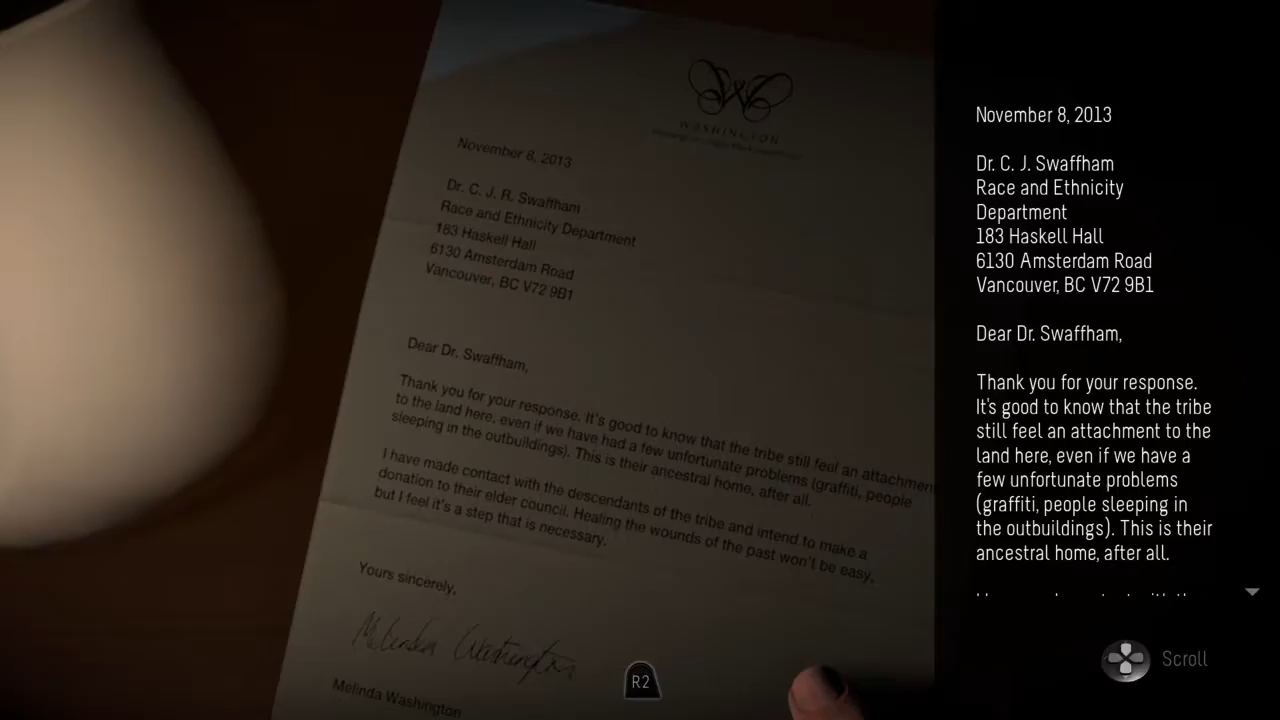 W
WASHINGTON
November 8, 2013
Dr. C. J. R. Swaffham
Race and Ethnicity Department
183 Haskell Hall
6130 Amsterdam Road
Vancouver, BC V72 9B1
Dear Dr. Swaffham,
Thank you for your response. It's good to know that the tribe still feel an attachmen
to the land here, even if we have had a few unfortunate problems (graffiti, people
sleeping in the outbuildings). This is their ancestral home, after all.
I have made contact with the descendants of the tribe and intend to make a
donation to their elder council. Healing the wounds of the past won't be easy,
but I feel it's a step that is necessary.
Yours sincerely,
Melinda Washington
Melinda Washington
R2
November 8, 2013
Dr. C. J. Swaffham
Race and Ethnicity
Department
183 Haskell Hall
6130 Amsterdam Road
Vancouver, BC V72 9B1
Dear Dr. Swaffham,
Thank you for your response.
It's good to know that the tribe
still feel an attachment to the
land here, even if we have a
few unfortunate problems
(graffiti, people sleeping in
the outbuildings). This is their
ancestral home, after all.
Scroll